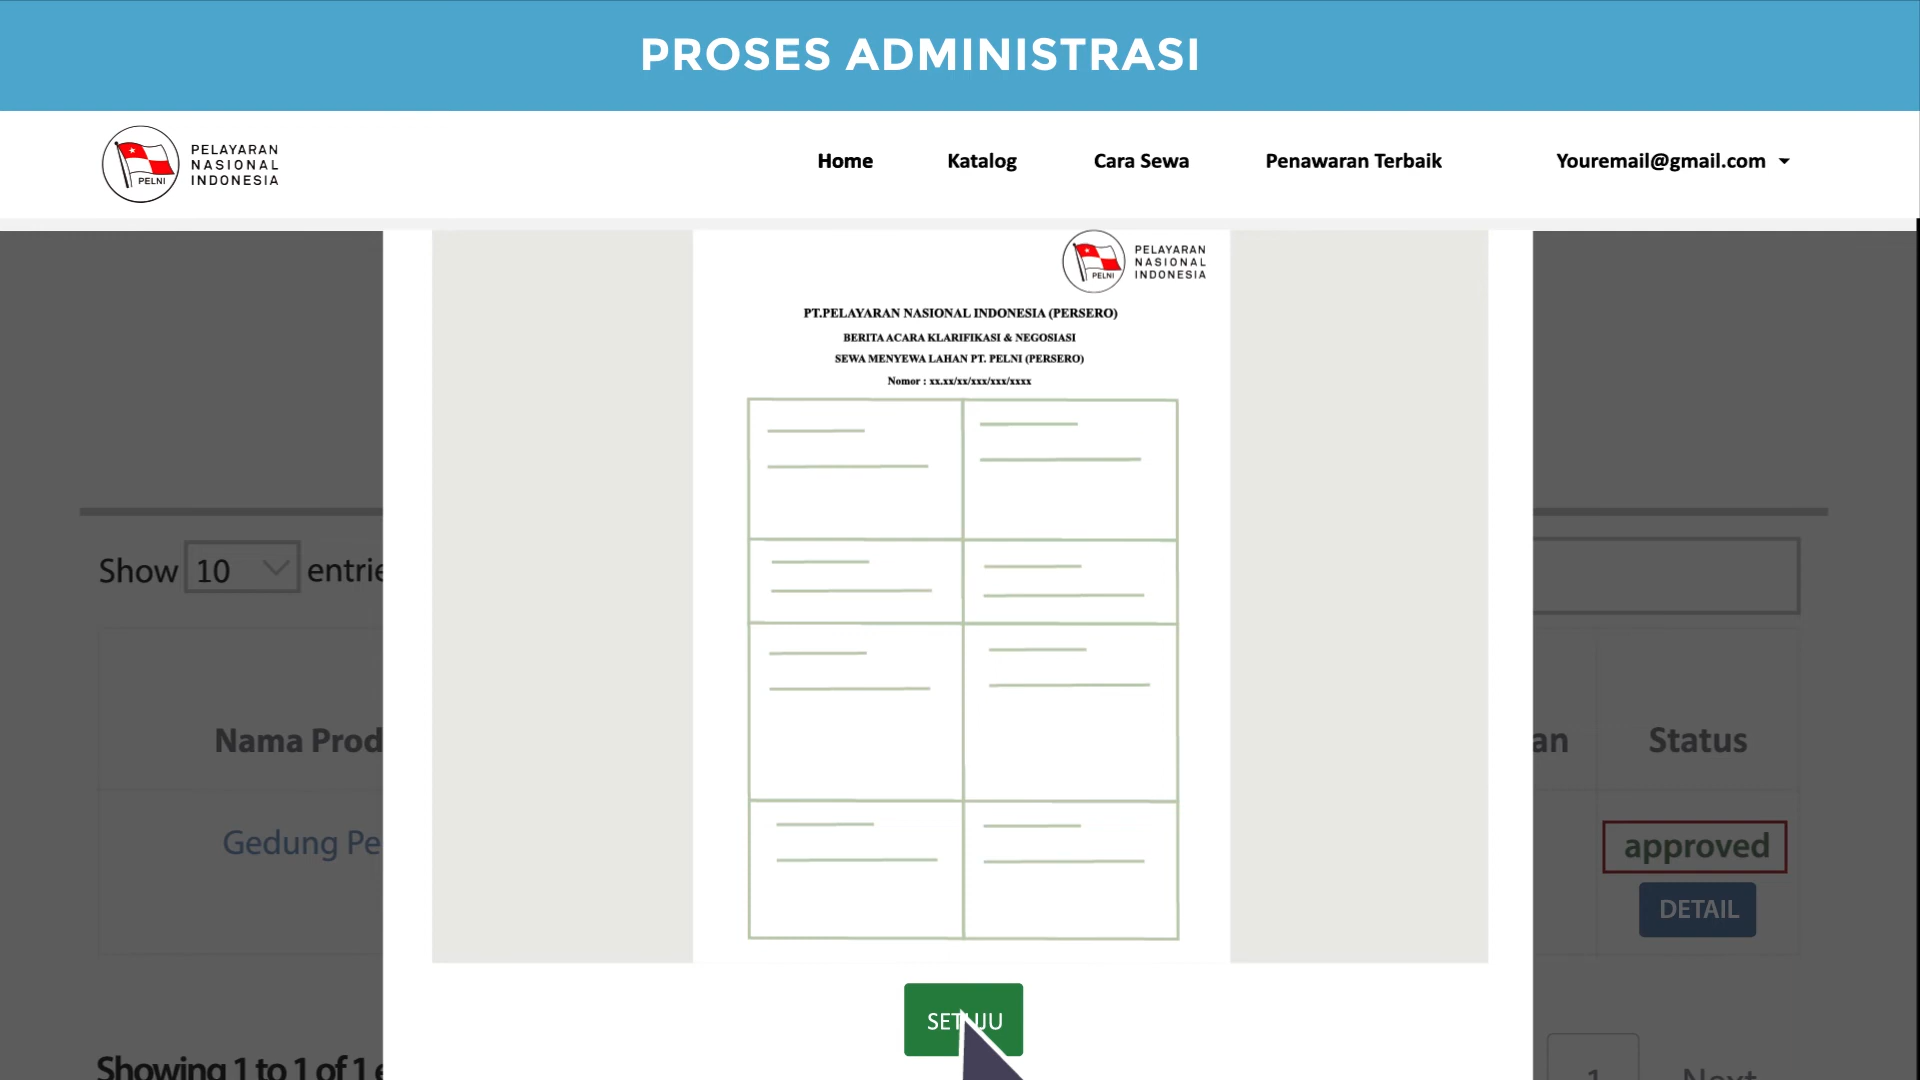 PROSES ADMINISTRASI
PELAYARAN
NASIONAL
INDONESIA
PELNI
Home Katalog Cara Sewa Penawaran Terbaik Youremail@gmail.com
PELAYARAN
NASIONAL
INDONESIA
PELNI
PT.PELAYARAN NASIONAL INDONESIA (PERSERO)
BERITA ACARA KLARIFIKASI & NEGOSIASI
SEWA MENYEWA LAHAN PT. PELNI (PERSERO)
Nomor : xx.xx/xx/xxx/xxx/xxxx
Show 10 entrie
Nama Prod an Status
Gedung Pe approved
DETAIL
SETUJU
Showing 1 to 1 of 1 e 1 Next